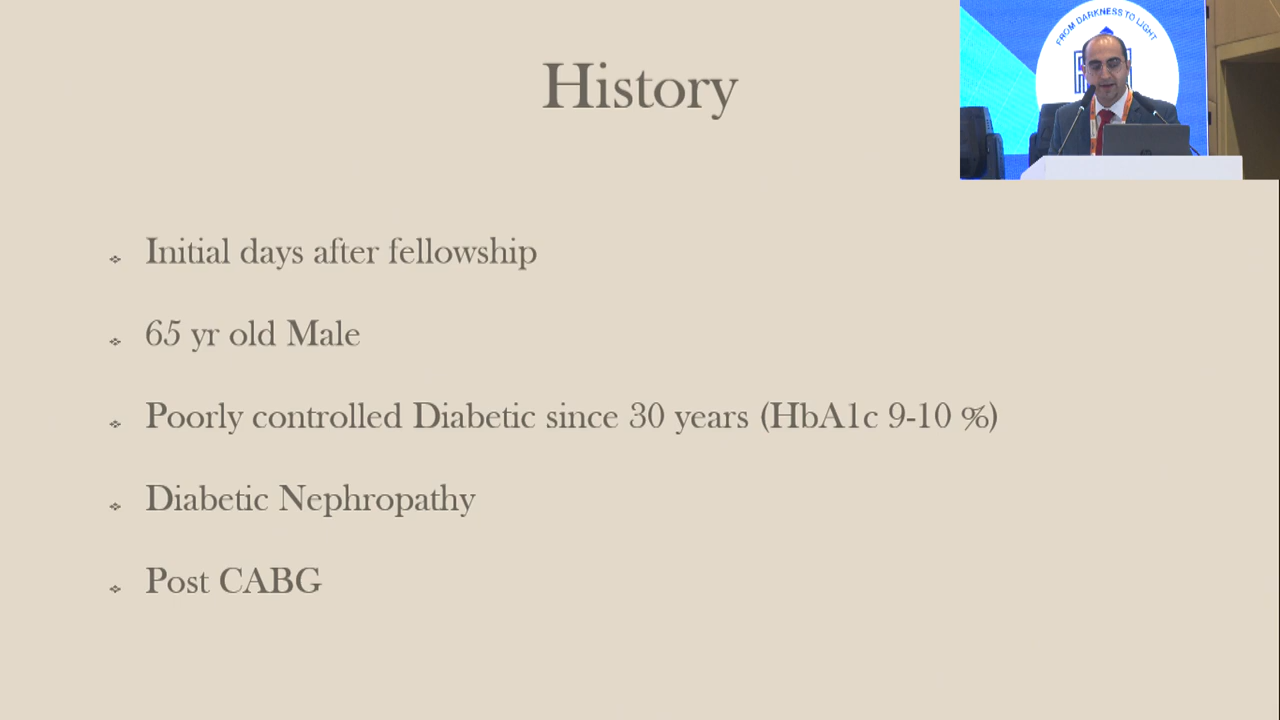 History
FROM DARKNESS TO LIGHT
Initial days after fellowship
65 yr old Male
Poorly controlled Diabetic since 30 years (HbA1c 9-10 %)
Diabetic Nephropathy
Post CABG